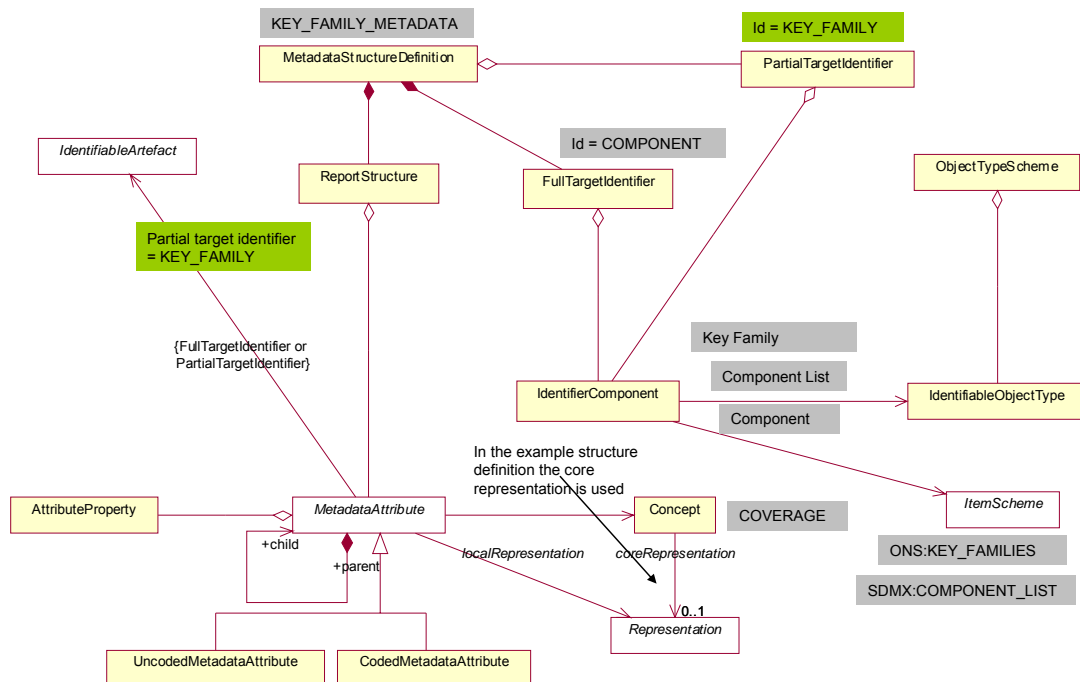 KEY_FAMILY_METADATA
Id = KEY_FAMILY
MetadataStructureDefinition
PartialTargetIdentifier
IdentifiableArtefact
Id = COMPONENT
ReportStructure
FullTargetIdentifier
ObjectTypeScheme
Partial target identifier
= KEY_FAMILY
{FullTargetIdentifier or
PartialTargetIdentifier}
Key Family
Component List
IdentifierComponent
IdentifiableObjectType
Component
In the example structure
definition the core
representation is used
AttributeProperty
MetadataAttribute
Concept
COVERAGE
ItemScheme
+child
+parent
localRepresentation
coreRepresentation
ONS:KEY_FAMILIES
SDMX:COMPONENT_LIST
0..1
Representation
UncodedMetadataAttribute
CodedMetadataAttribute